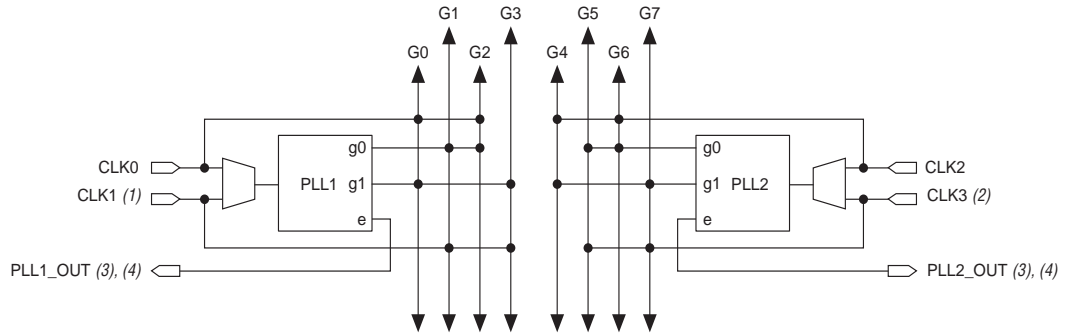 G1 G3 G5 G7
G0 G2 G4 G6
g0 g0
CLK0 CLK2
PLL1 g1 g1 PLL2
CLK1 (1) CLK3 (2)
e e
PLL1_OUT (3), (4) PLL2_OUT (3), (4)